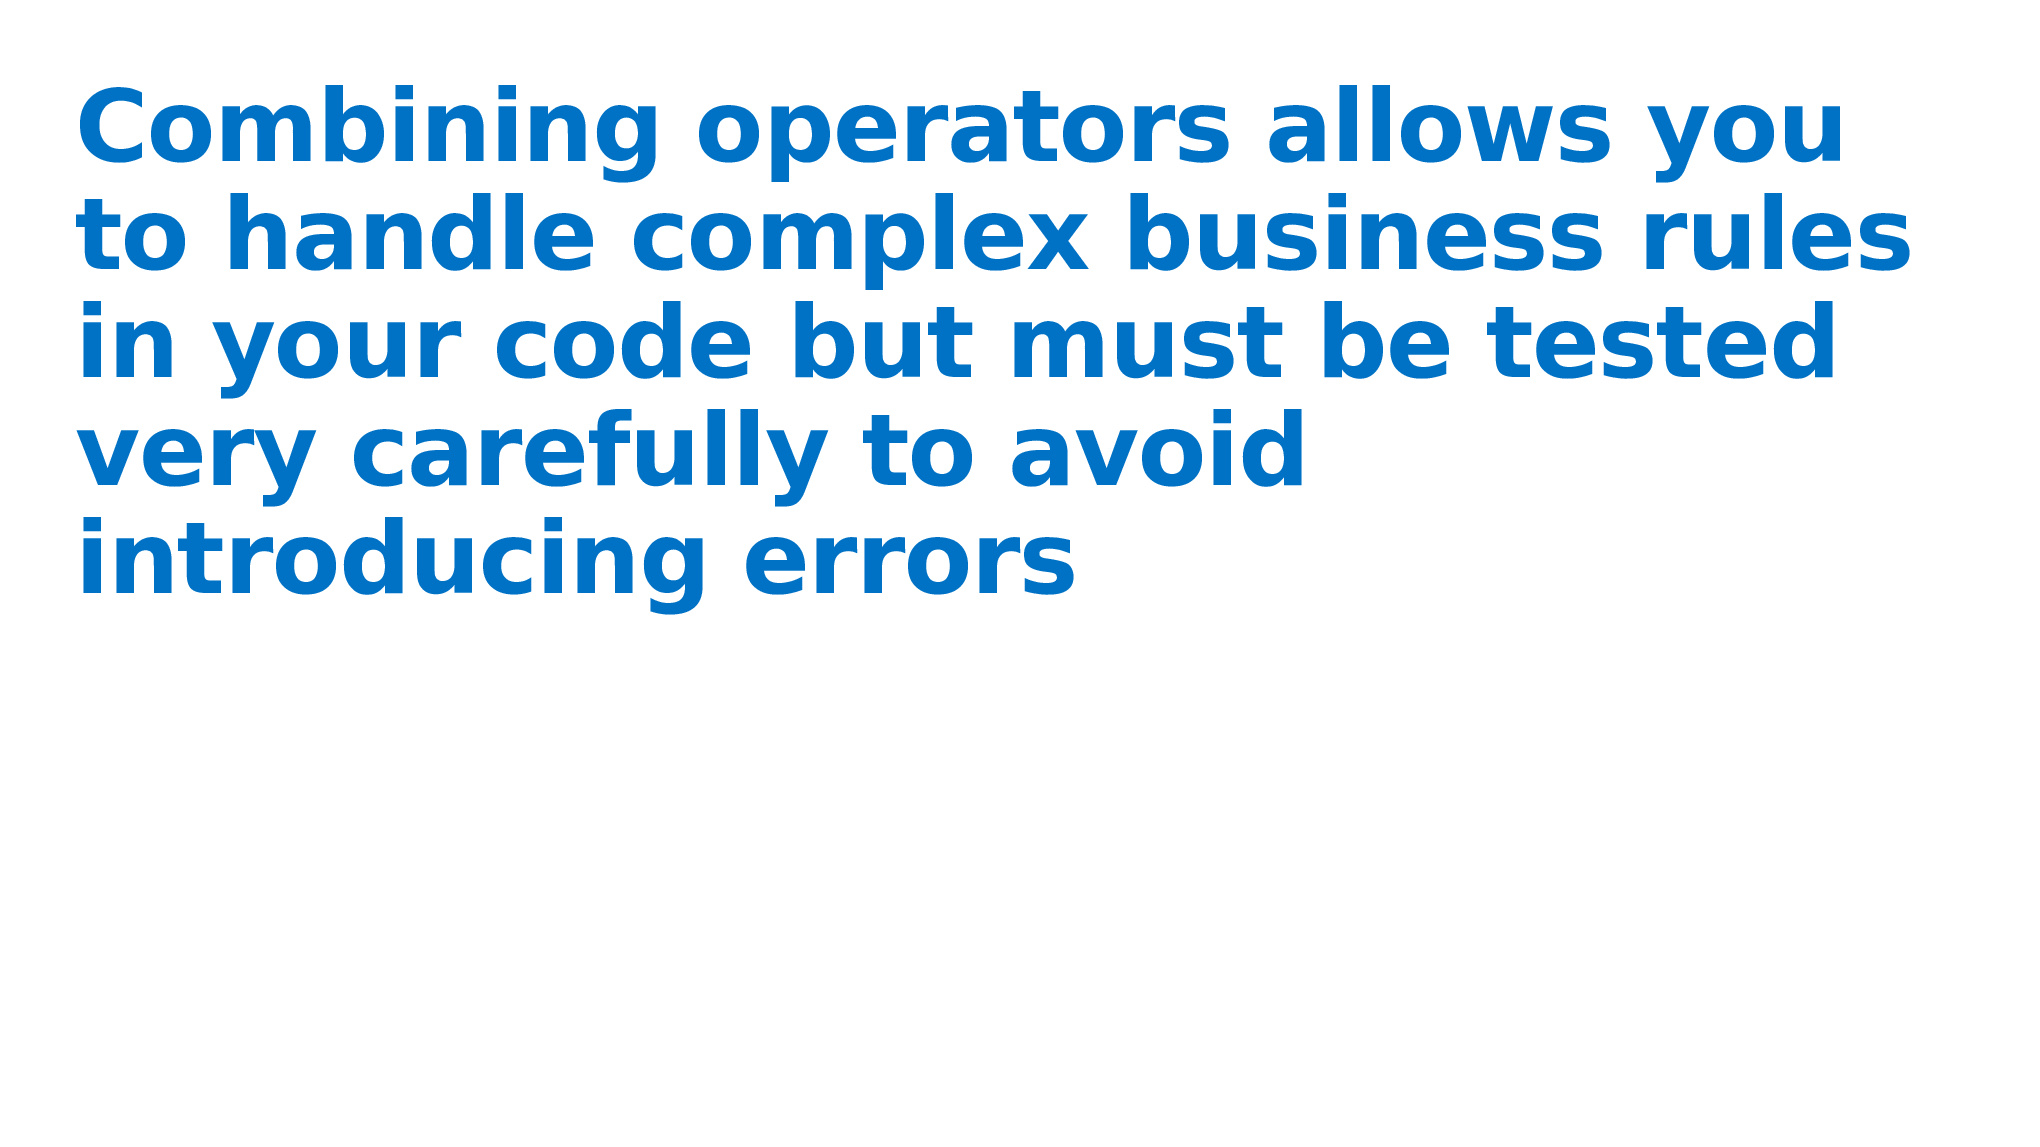 Combining operators allows you
to handle complex business rules
in your code but must be tested
very carefully to avoid
introducing errors